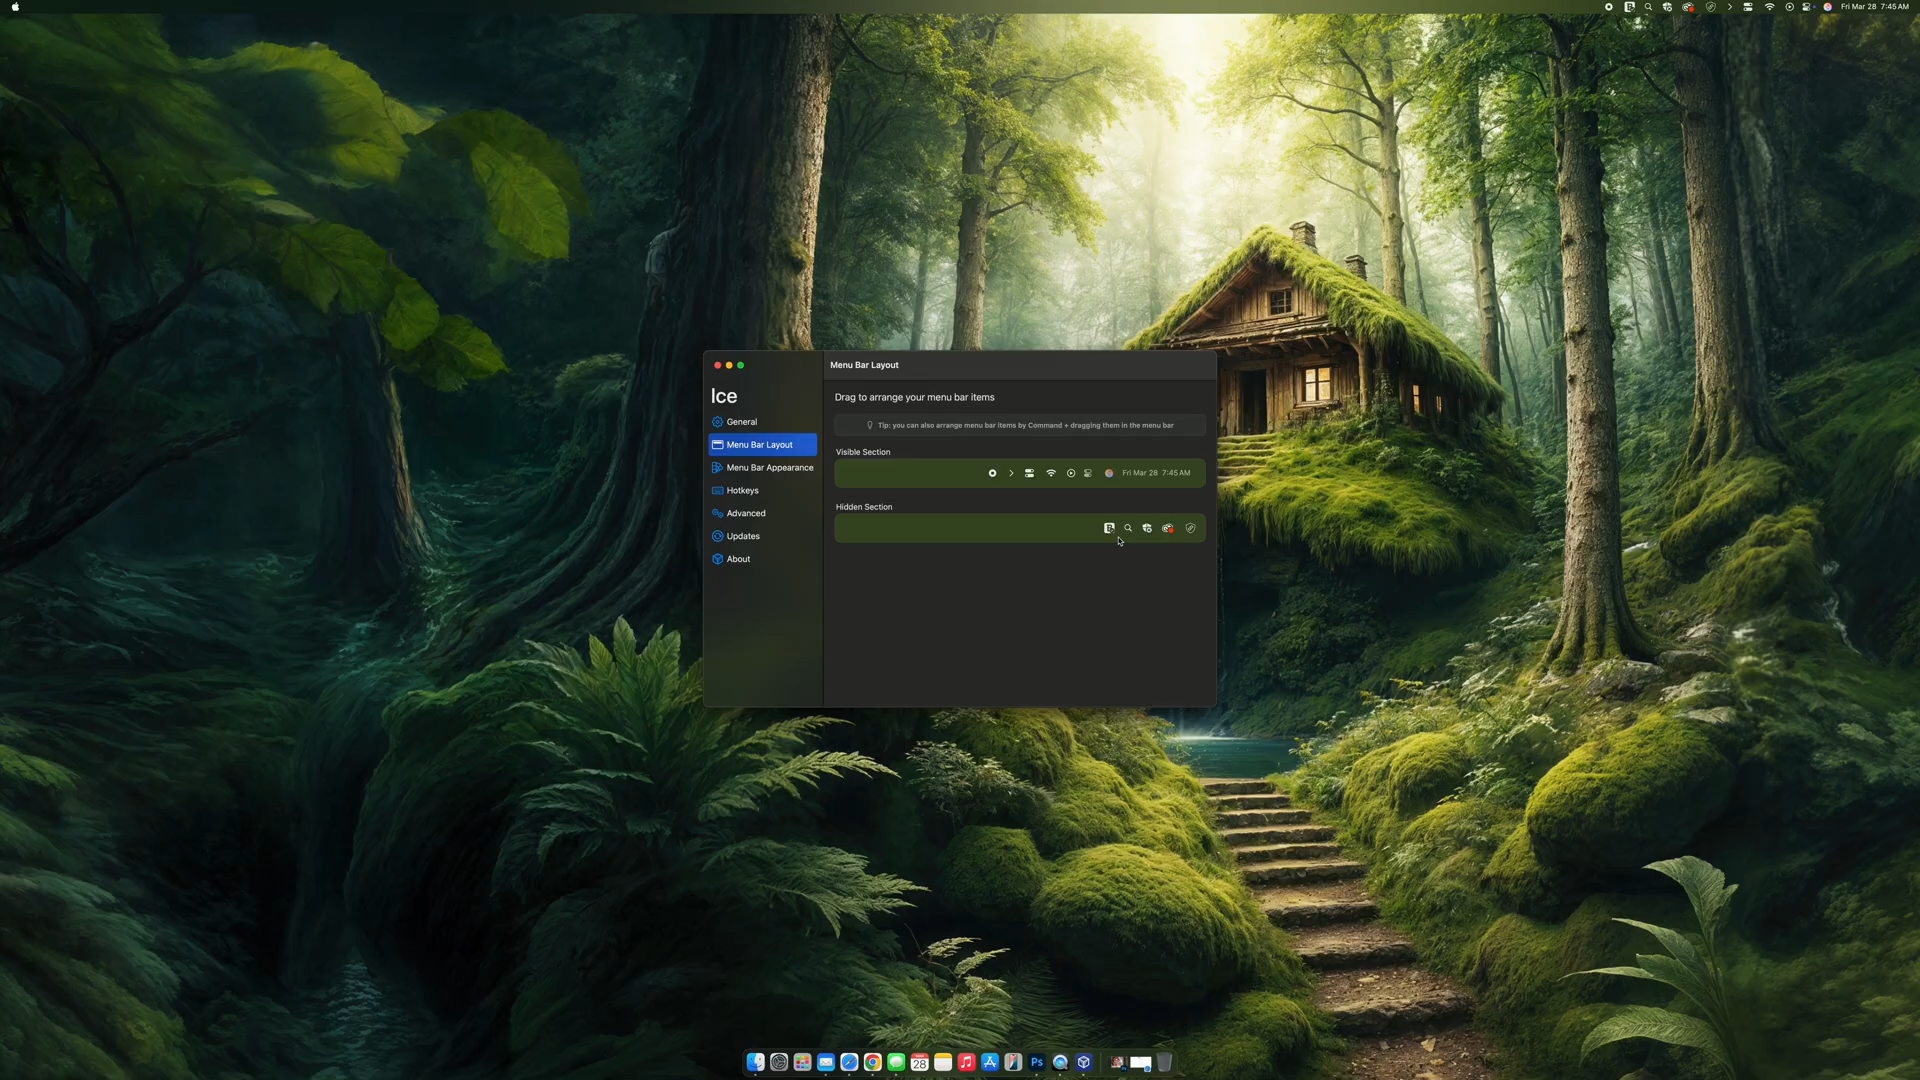 Fri Mar 28 7:45 AM
Menu Bar Layout
Ice
General
Menu Bar Layout
Menu Bar Appearance
Hotkeys
Advanced
Updates
About
Drag to arrange your menu bar items
Tip: you can also arrange menu bar items by Command + dragging them in the menu bar
Visible Section
Fri Mar 28 7:45 AM
Hidden Section
28
Ps